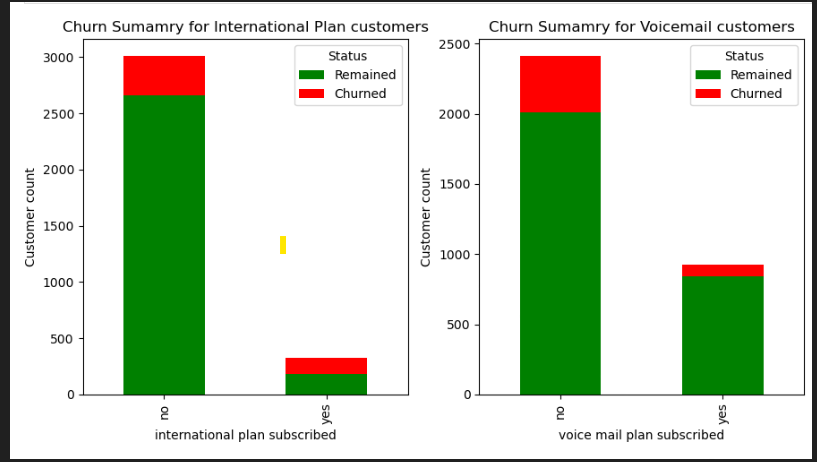 Churn Sumamry for International Plan customers
Status
Remained
Churned
3000
2500
2000
1500
1000
500
0
Customer count
no
yes
international plan subscribed
Churn Sumamry for Voicemail customers
Status
Remained
Churned
2500
2000
1500
1000
500
0
Customer count
no
yes
voice mail plan subscribed